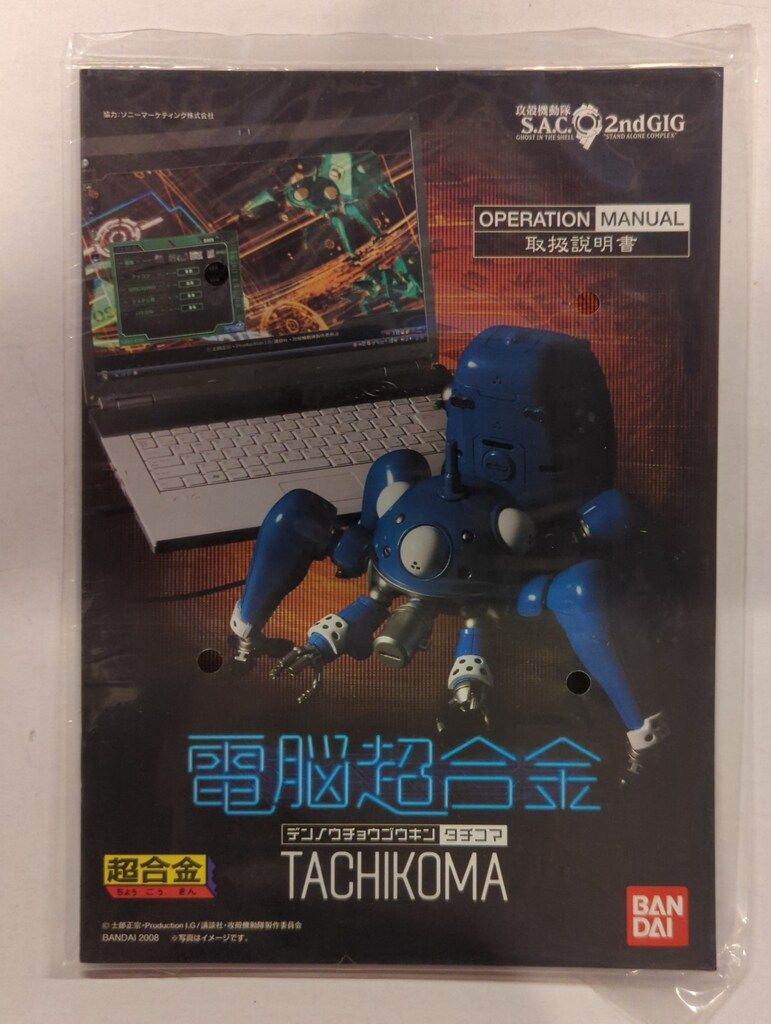 協力:ソニーマーケティング株式会社
攻殻機動隊
S.A.C. 2ndGIG
GHOST IN THE SHELL "STAND ALONE COMPLEX"
OPERATION MANUAL
取扱説明書
電脳超合金
デンノウチョウゴウキン タチコマ
TACHIKOMA
超合金
ちょう ごう きん
BAN
DAI
©士郎正宗・Production I.G/講談社・攻殻機動隊製作委員会
BANDAI 2008 ※写真はイメージです。